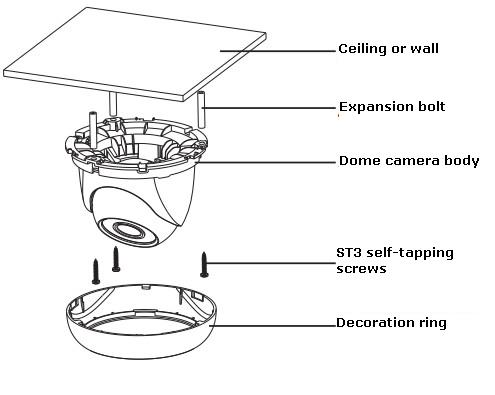 Ceiling or wall
Expansion bolt
Dome camera body
ST3 self-tapping
screws
Decoration ring